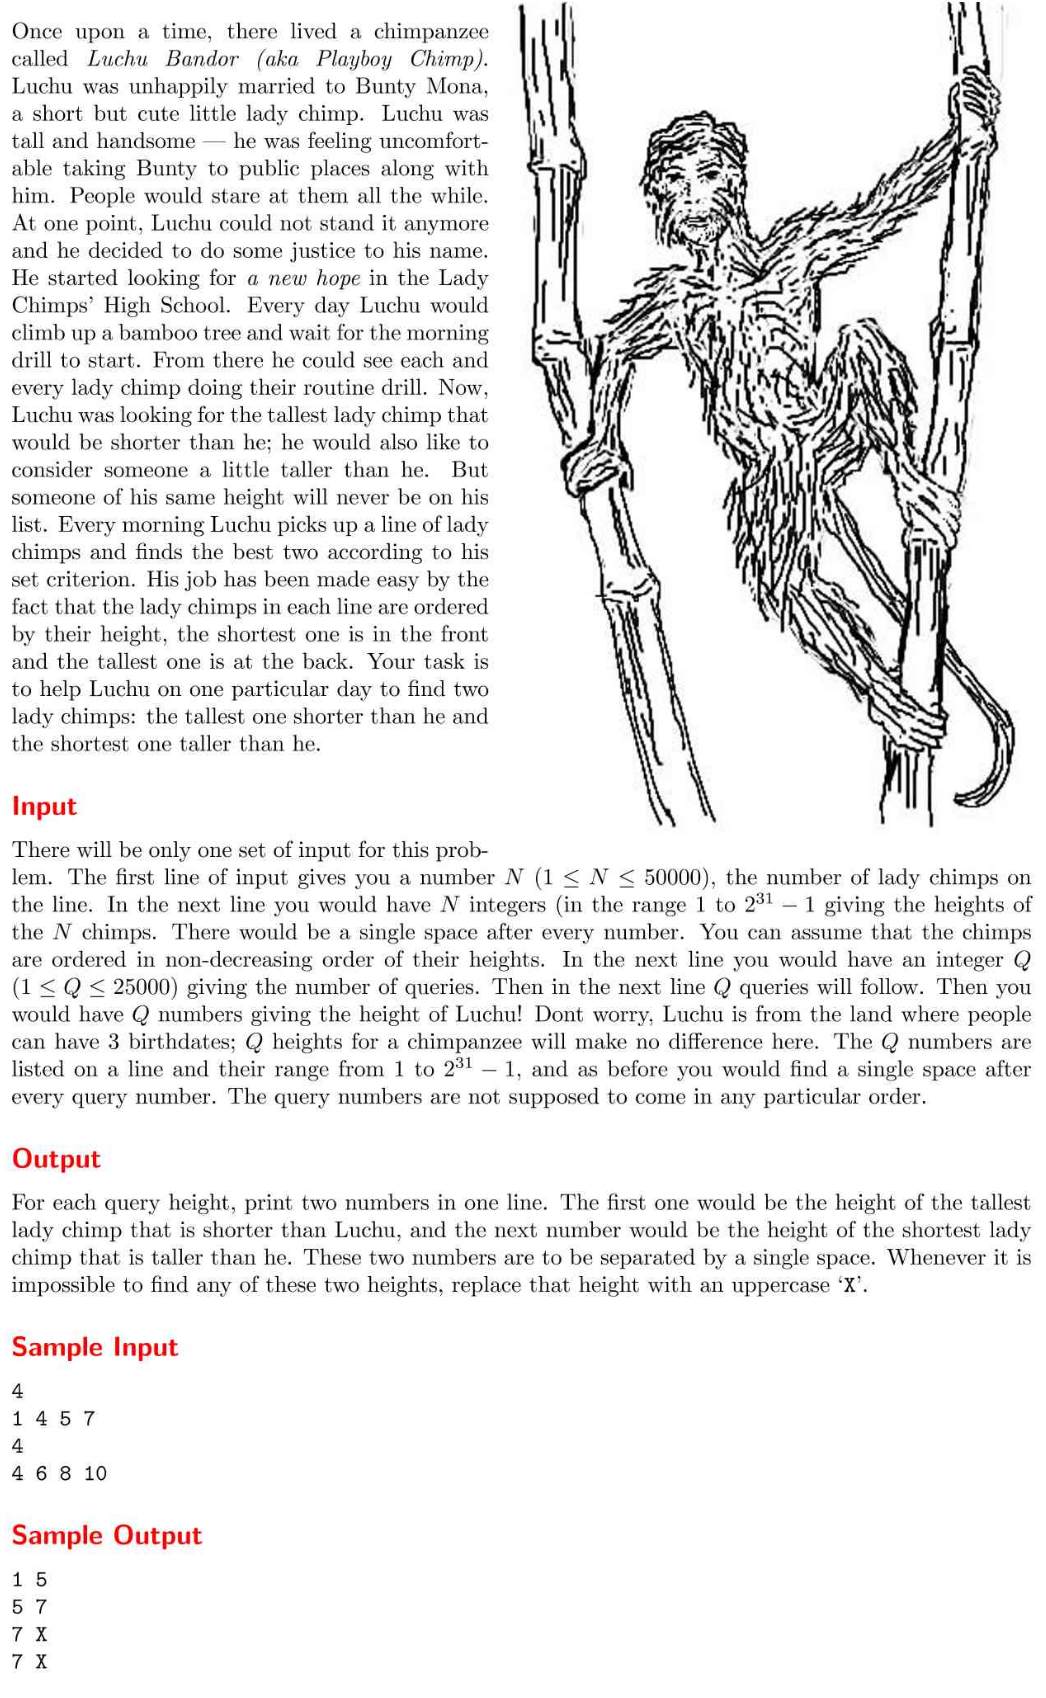 Once upon a time, there lived a chimpanzee
called Luchu Bandor (aka Playboy Chimp).
Luchu was unhappily married to Bunty Mona,
a short but cute little lady chimp. Luchu was
tall and handsome — he was feeling uncomfort-
able taking Bunty to public places along with
him. People would stare at them all the while.
At one point, Luchu could not stand it anymore
and he decided to do some justice to his name.
He started looking for a new hope in the Lady
Chimps’ High School. Every day Luchu would
climb up a bamboo tree and wait for the morning
drill to start. From there he could see each and
every lady chimp doing their routine drill. Now,
Luchu was looking for the tallest lady chimp that
would be shorter than he; he would also like to
consider someone a little taller than he. But
someone of his same height will never be on his
list. Every morning Luchu picks up a line of lady
chimps and finds the best two according to his
set criterion. His job has been made easy by the
fact that the lady chimps in each line are ordered
by their height, the shortest one is in the front
and the tallest one is at the back. Your task is
to help Luchu on one particular day to find two
lady chimps: the tallest one shorter than he and
the shortest one taller than he.
Input
There will be only one set of input for this prob-
lem. The first line of input gives you a number N (1 ≤ N ≤ 50000), the number of lady chimps on
the line. In the next line you would have N integers (in the range 1 to 2³¹ − 1 giving the heights of
the N chimps. There would be a single space after every number. You can assume that the chimps
are ordered in non-decreasing order of their heights. In the next line you would have an integer Q
(1 ≤ Q ≤ 25000) giving the number of queries. Then in the next line Q queries will follow. Then you
would have Q numbers giving the height of Luchu! Dont worry, Luchu is from the land where people
can have 3 birthdates; Q heights for a chimpanzee will make no difference here. The Q numbers are
listed on a line and their range from 1 to 2³¹ − 1, and as before you would find a single space after
every query number. The query numbers are not supposed to come in any particular order.
Output
For each query height, print two numbers in one line. The first one would be the height of the tallest
lady chimp that is shorter than Luchu, and the next number would be the height of the shortest lady
chimp that is taller than he. These two numbers are to be separated by a single space. Whenever it is
impossible to find any of these two heights, replace that height with an uppercase ‘X’.
Sample Input
4
1 4 5 7
4
4 6 8 10
Sample Output
1 5
5 7
7 X
7 X